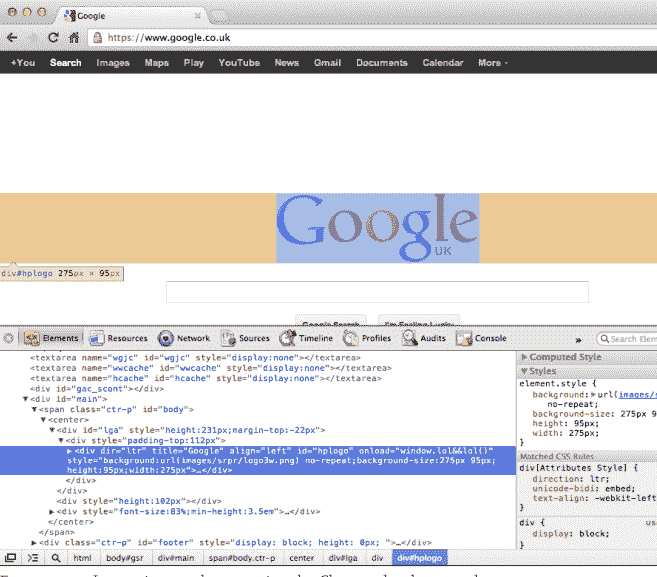 Google
https://www.google.co.uk
+You Search Images Maps Play YouTube News Gmail Documents Calendar More
Google
UK
div#hplogo 275px × 95px
Google Search I'm Feeling Lucky
Elements Resources Network Sources Timeline Profiles Audits Console » Search Elemen
<textarea name="wgjc" id="wgjc" style="display:none"></textarea>
<textarea name="wwcache" id="wwcache" style="display:none"></textarea>
<textarea name="hcache" id="hcache" style="display:none"></textarea>
<div id="gac_scont"></div>
▼<div id="main">
▼<span class="ctr-p" id="body">
▼<center>
▼<div id="lga" style="height:231px;margin-top:-22px">
▼<div style="padding-top:112px">
▶<div dir="ltr" title="Google" align="left" id="hplogo" onload="window.lol&&lol()"
style="background:url(images/srpr/logo3w.png) no-repeat;background-size:275px 95px;
height:95px;width:275px">…</div>
</div>
</div>
<div style="height:102px"></div>
▶<div style="font-size:83%;min-height:3.5em">…</div>
</center>
</span>
▶<div class="ctr-p" id="footer" style="display: block; height: 0px; ">…</div>
▶ Computed Style
▼ Styles
element.style {
background: ▶url(images/s
no-repeat;
background-size: 275px 9
height: 95px;
width: 275px;
}
Matched CSS Rules
div[Attributes Style] {
direction: ltr;
unicode-bidi: embed;
text-align: -webkit-left
}
div { use
display: block;
html body#gsr div#main span#body.ctr-p center div#lga div div#hplogo